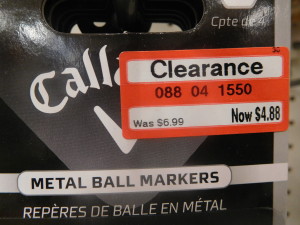 Cpte de 4
Clearance
088 04 1550
Was $6.99
Now $4.88
METAL BALL MARKERS
REPÈRES DE BALLE EN MÉTAL